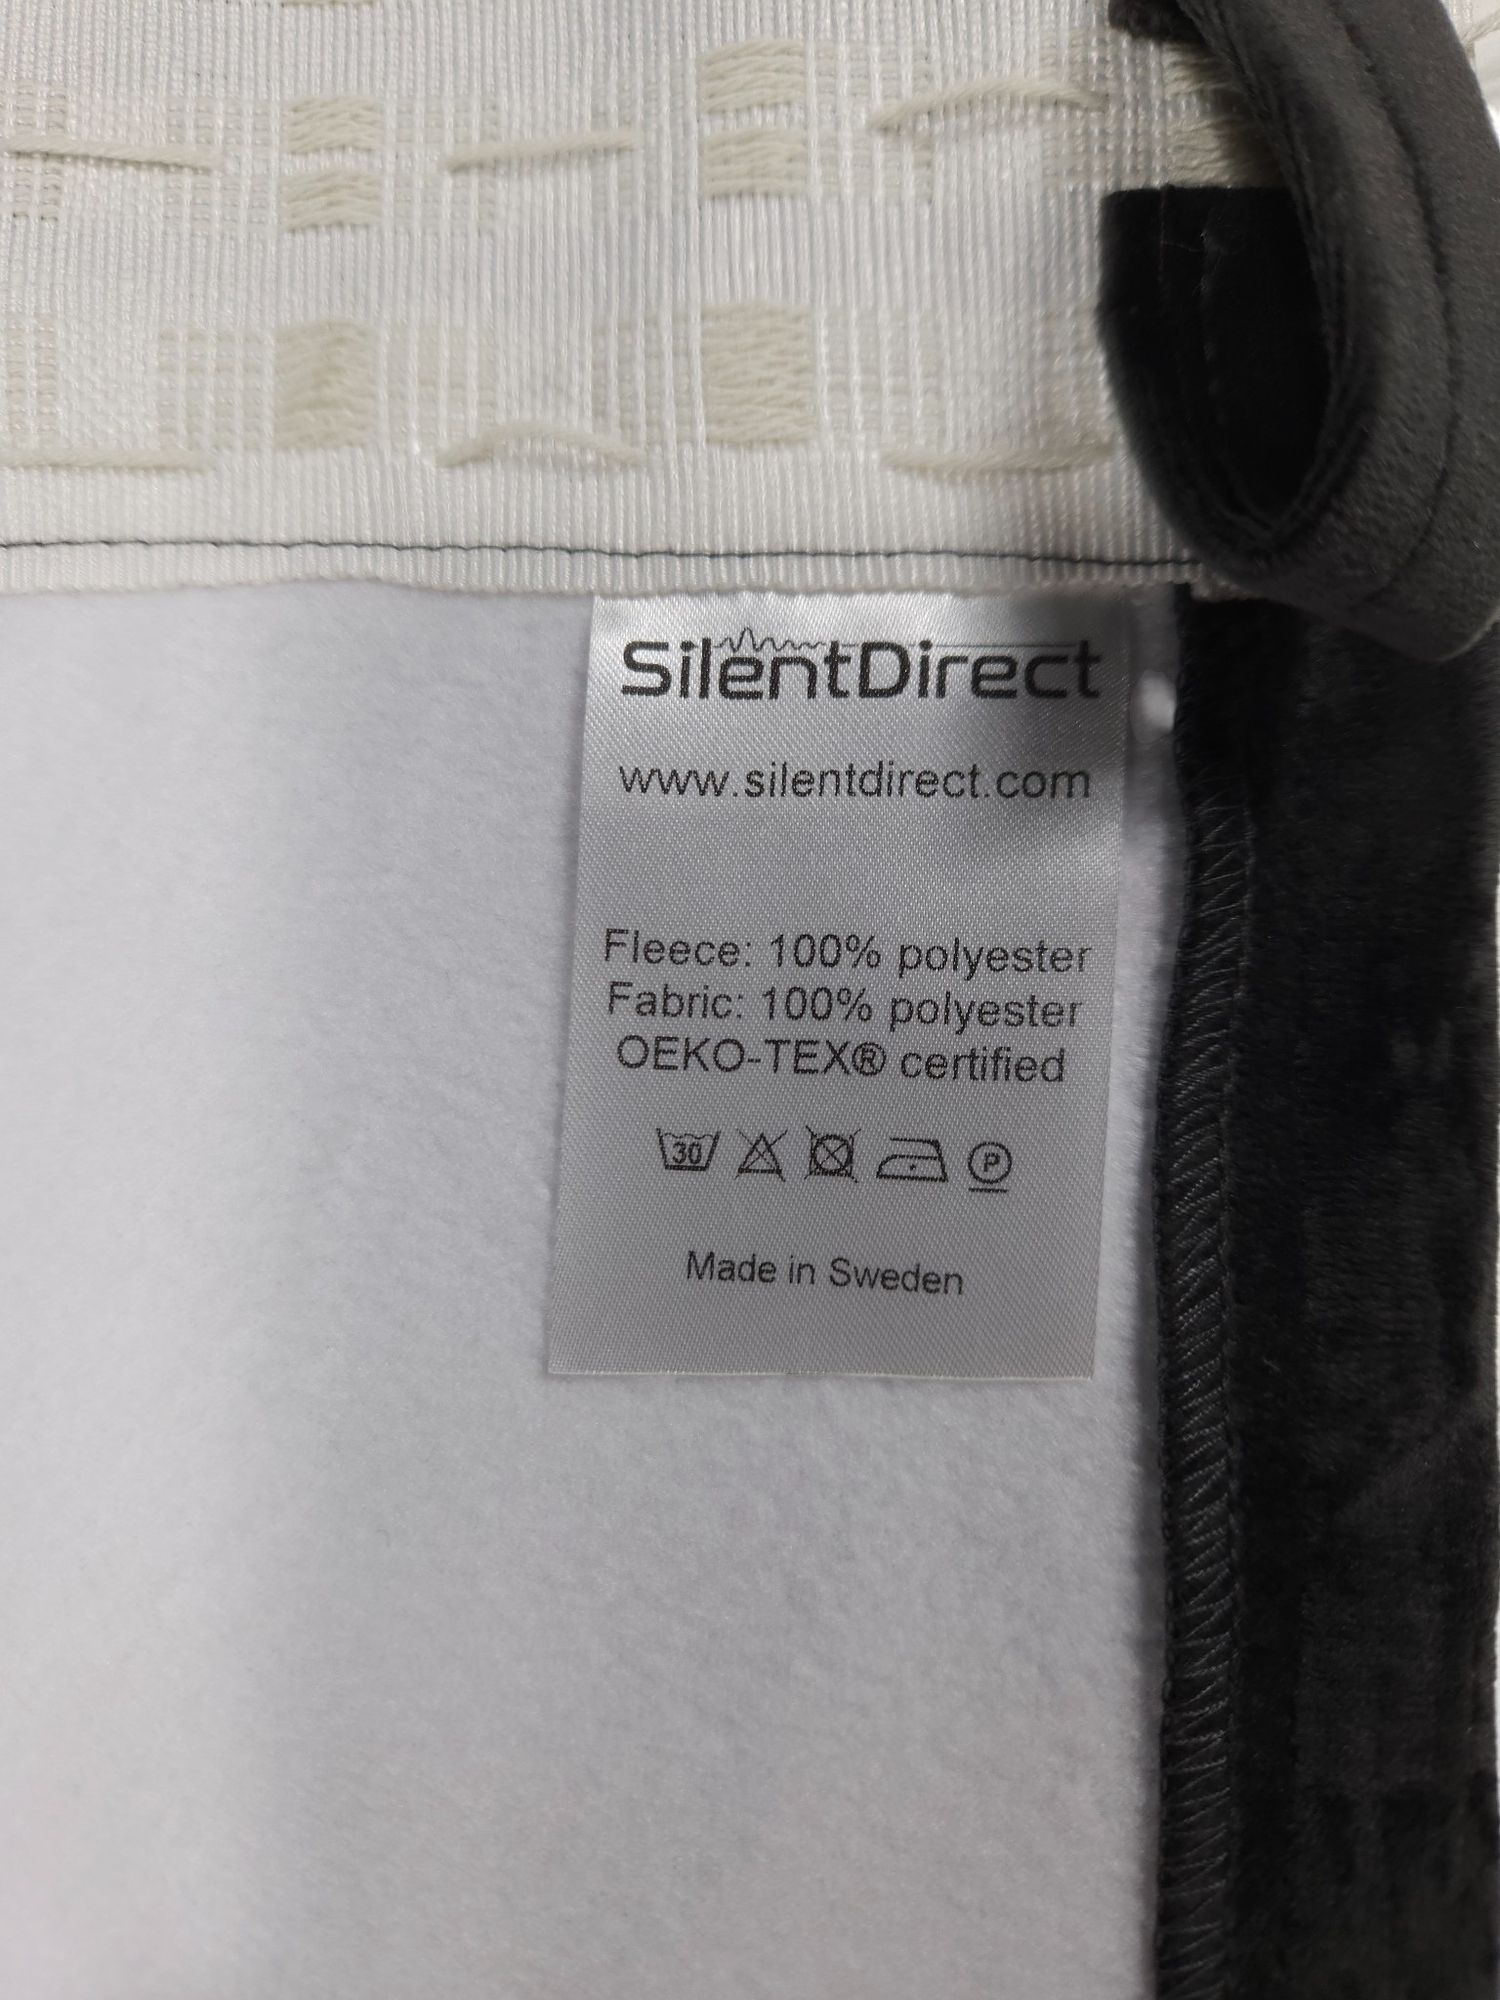 SilentDirect
www.silentdirect.com
Fleece: 100% polyester
Fabric: 100% polyester
OEKO-TEX® certified
30 P
Made in Sweden